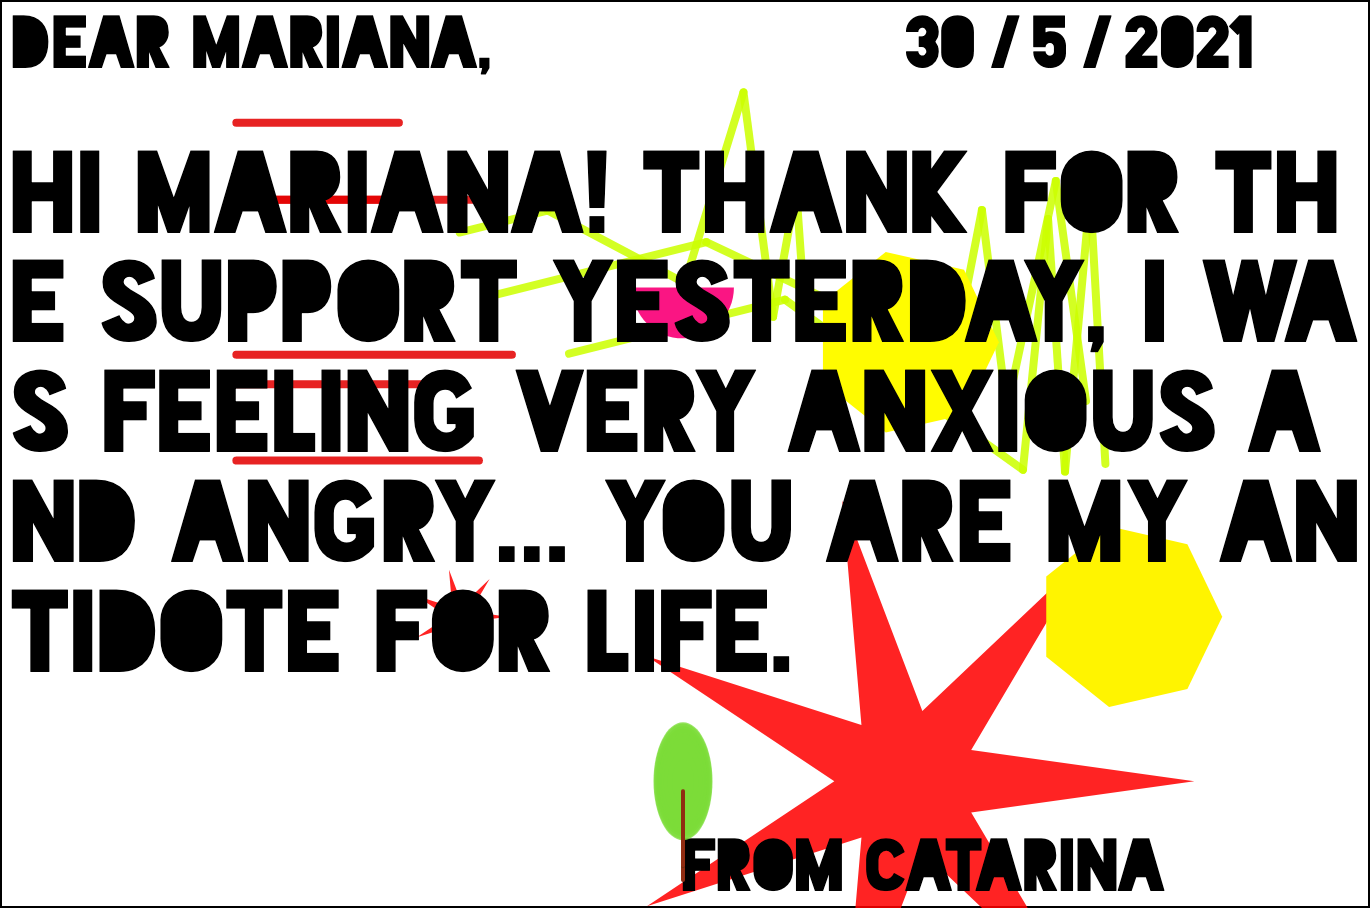 DEAR MARIANA, 30 / 5 / 2021
HI MARIANA! THANK FOR TH
E SUPPORT YESTERDAY, I WA
S FEELING VERY ANXIOUS A
ND ANGRY... YOU ARE MY AN
TIDOTE FOR LIFE.
FROM CATARINA